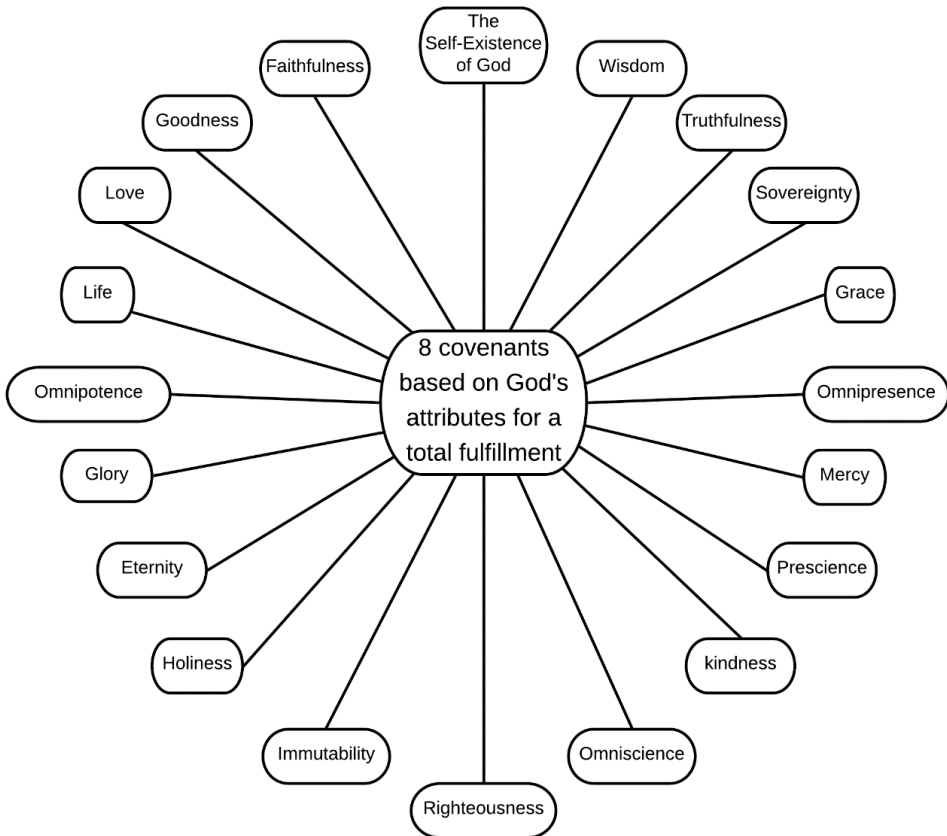 The
Self-Existence
of God
Faithfulness
Wisdom
Goodness
Truthfulness
Love
Sovereignty
Life
Grace
8 covenants
based on God's
attributes for a
total fulfillment
Omnipotence
Omnipresence
Glory
Mercy
Eternity
Prescience
Holiness
kindness
Immutability
Omniscience
Righteousness